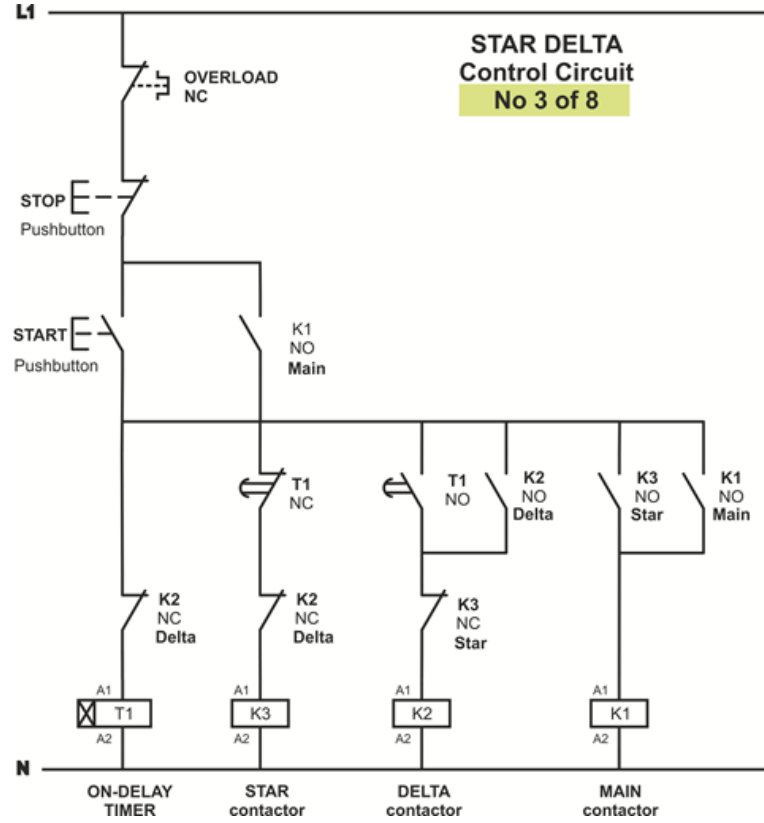 L1
STAR DELTA
Control Circuit
No 3 of 8
OVERLOAD
NC
STOP
Pushbutton
START
Pushbutton
K1
NO
Main
T1
NC
T1
NO
K2
NO
Delta
K3
NO
Star
K1
NO
Main
K2
NC
Delta
K2
NC
Delta
K3
NC
Star
A1
T1
A2
A1
K3
A2
A1
K2
A2
A1
K1
A2
N
ON-DELAY
TIMER
STAR
contactor
DELTA
contactor
MAIN
contactor